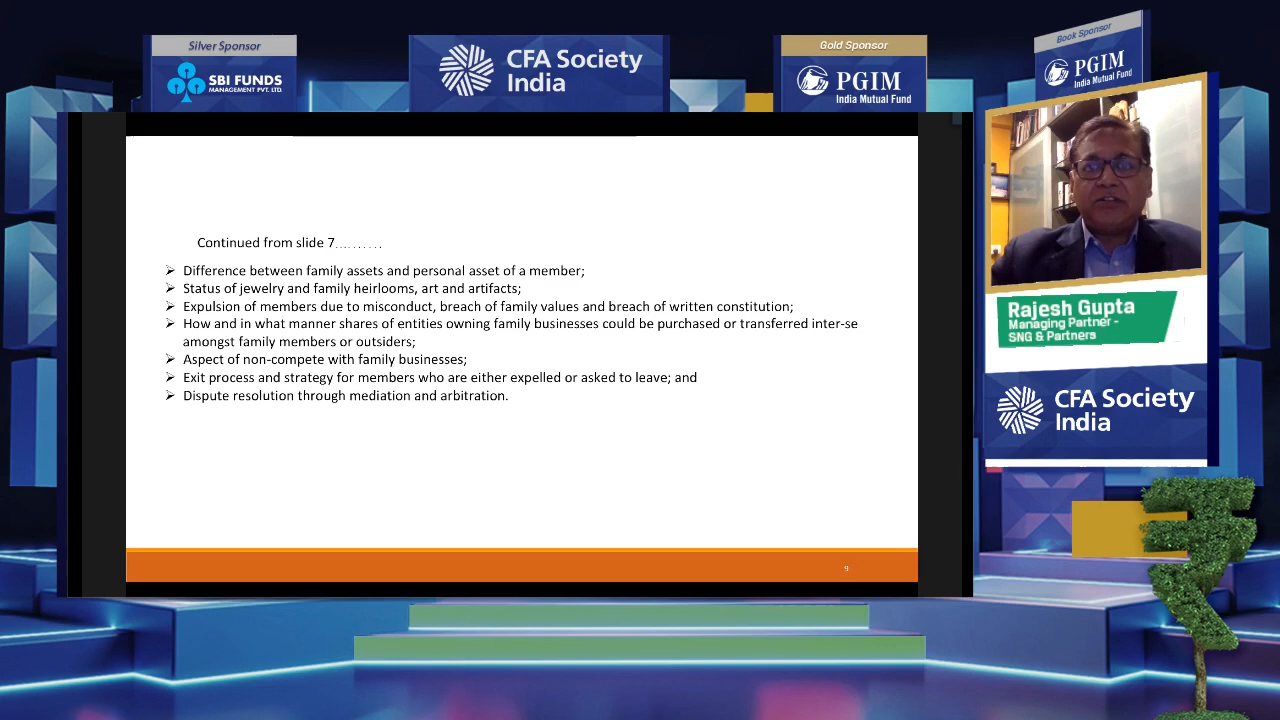 Silver Sponsor
SBI FUNDS
MANAGEMENT PVT. LTD.
CFA Society
India
Gold Sponsor
PGIM
India Mutual Fund
Book Sponsor
PGIM
India Mutual Fund
Continued from slide 7..........
➢ Difference between family assets and personal asset of a member;
➢ Status of jewelry and family heirlooms, art and artifacts;
➢ Expulsion of members due to misconduct, breach of family values and breach of written constitution;
➢ How and in what manner shares of entities owning family businesses could be purchased or transferred inter-se
amongst family members or outsiders;
➢ Aspect of non-compete with family businesses;
➢ Exit process and strategy for members who are either expelled or asked to leave; and
➢ Dispute resolution through mediation and arbitration.
9
Rajesh Gupta
Managing Partner -
SNG & Partners
CFA Society
India